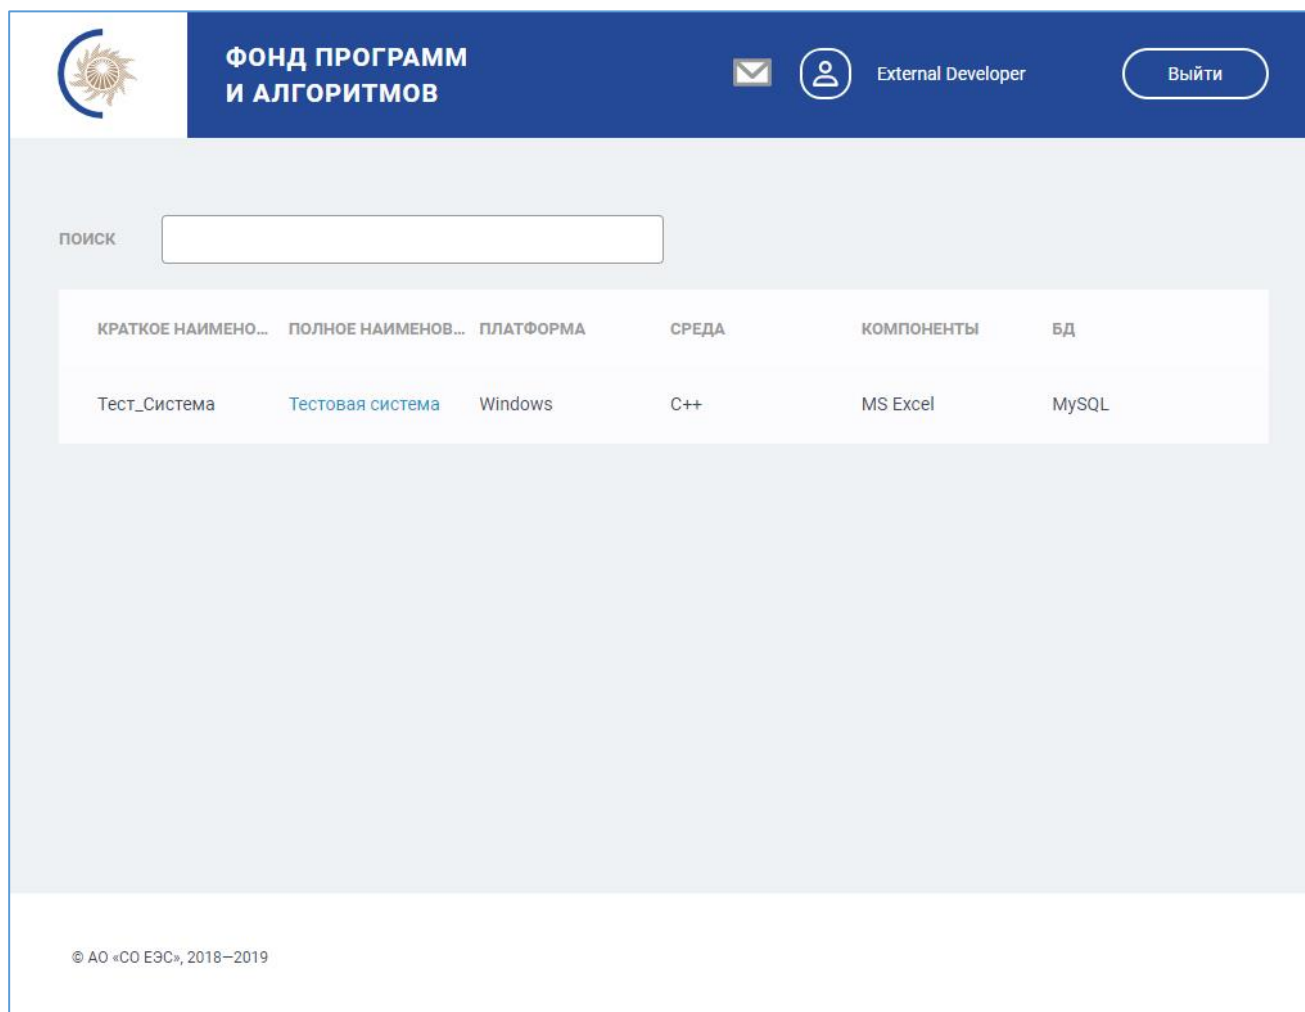 ФОНД ПРОГРАММ
И АЛГОРИТМОВ
External Developer
Выйти
ПОИСК
КРАТКОЕ НАИМЕНО... ПОЛНОЕ НАИМЕНОВ... ПЛАТФОРМА СРЕДА КОМПОНЕНТЫ БД
Тест_Система Тестовая система Windows C++ MS Excel MySQL
© АО «СО ЕЭС», 2018—2019